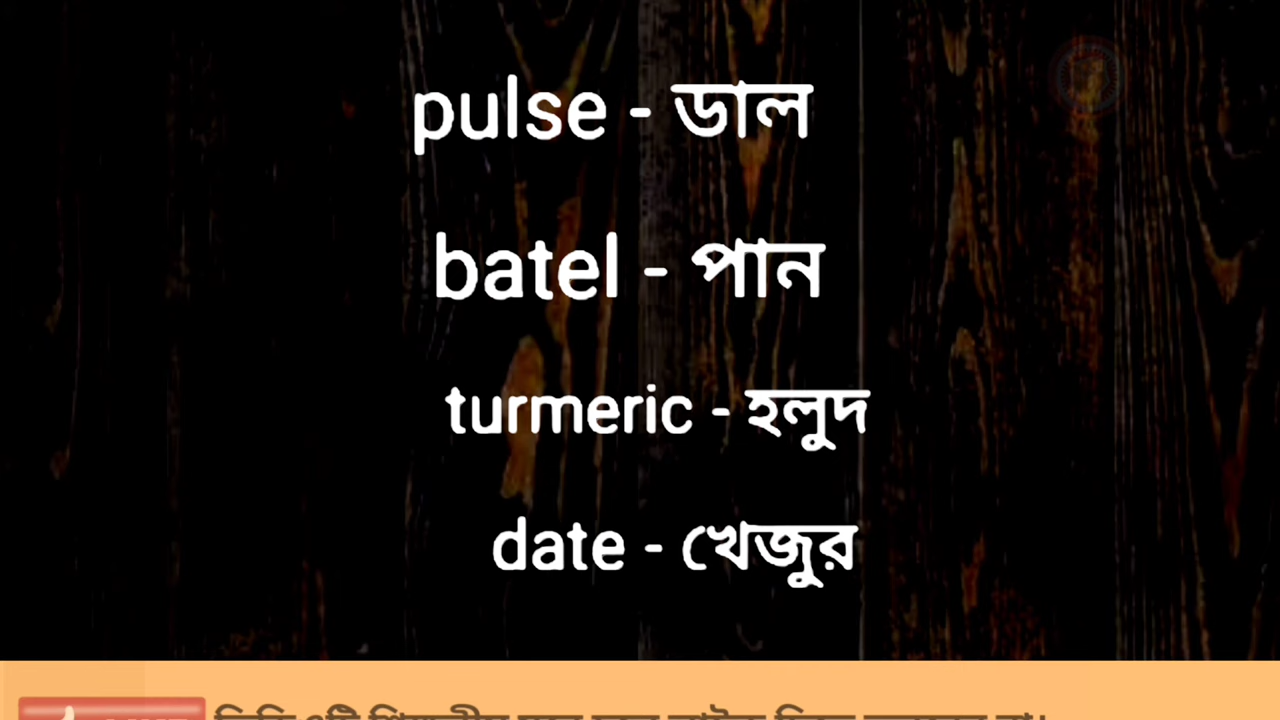 pulse - ডাল
batel - পান
turmeric - হলুদ
date - খেজুর